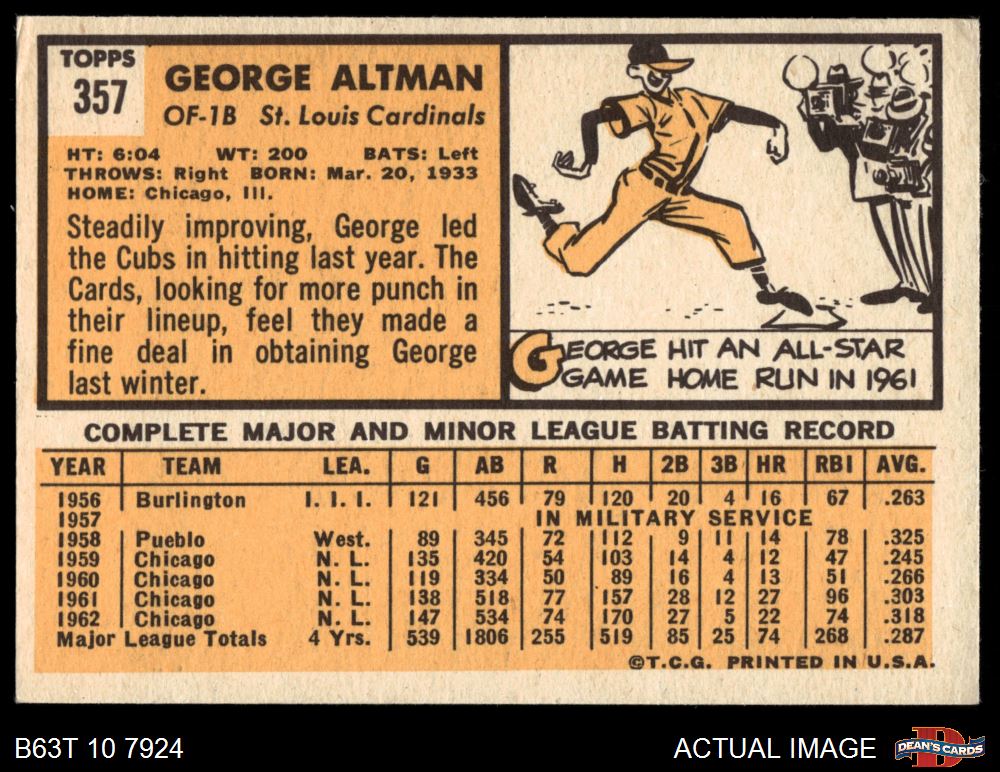 TOPPS
357
GEORGE ALTMAN
OF-1B St. Louis Cardinals
HT: 6:04 WT: 200 BATS: Left
THROWS: Right BORN: Mar. 20, 1933
HOME: Chicago, Ill.
Steadily improving, George led
the Cubs in hitting last year. The
Cards, looking for more punch in
their lineup, feel they made a
fine deal in obtaining George
last winter.
GEORGE HIT AN ALL-STAR
GAME HOME RUN IN 1961
COMPLETE MAJOR AND MINOR LEAGUE BATTING RECORD
YEAR TEAM LEA. G AB R H 2B 3B HR RBI AVG.
1956 Burlington I. I. I. 121 456 79 120 20 4 16 67 .263
1957 IN MILITARY SERVICE
1958 Pueblo West. 89 345 72 112 9 11 14 78 .325
1959 Chicago N. L. 135 420 54 103 14 4 12 47 .245
1960 Chicago N. L. 119 334 50 89 16 4 13 51 .266
1961 Chicago N. L. 138 518 77 157 28 12 27 96 .303
1962 Chicago N. L. 147 534 74 170 27 5 22 74 .318
Major League Totals 4 Yrs. 539 1806 255 519 85 25 74 268 .287
©T.C.G. PRINTED IN U.S.A.
B63T 10 7924
ACTUAL IMAGE
DEAN'S CARDS